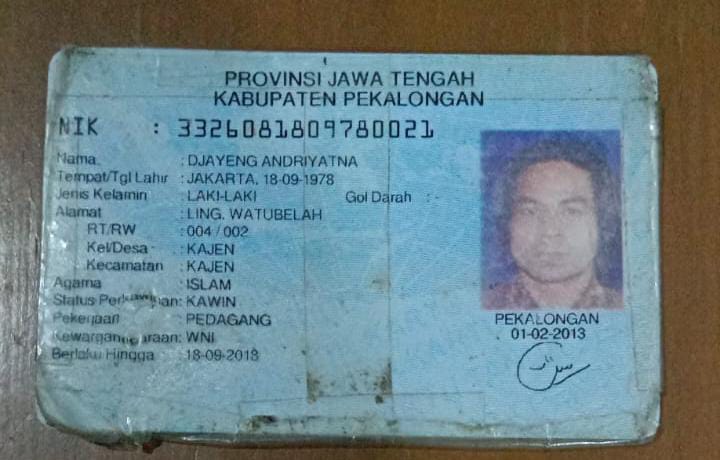 PROVINSI JAWA TENGAH
KABUPATEN PEKALONGAN
NIK : 3326081809780021
Nama : DJAYENG ANDRIYATNA
Tempat/Tgl Lahir : JAKARTA, 18-09-1978
Jenis Kelamin : LAKI-LAKI Gol Darah : -
Alamat : LING. WATUBELAH
RT/RW : 004 / 002
Kel/Desa : KAJEN
Kecamatan : KAJEN
Agama : ISLAM
Status Perkawinan: KAWIN
Pekerjaan : PEDAGANG
Kewarganegaraan: WNI
Berlaku Hingga : 18-09-2018
PEKALONGAN
01-02-2013